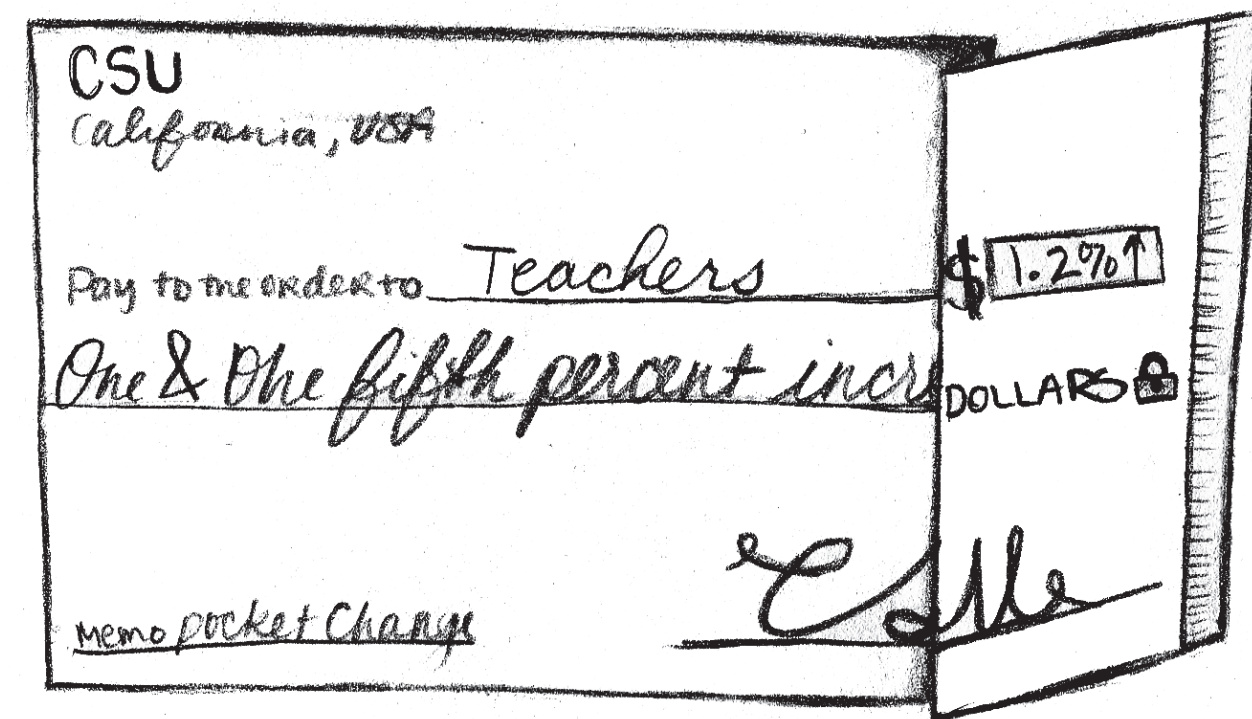 CSU
California, USA
Pay to the order to Teachers $ 1.2%↑
One & One fifth percent incr DOLLARS
Memo pocket Change